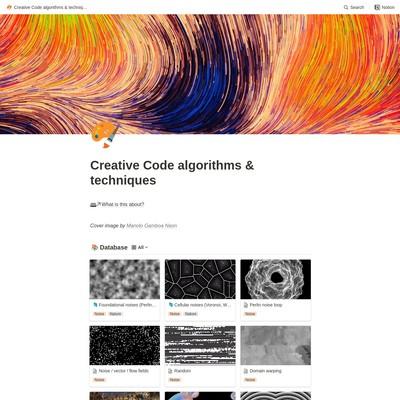 Creative Code algorithms & techniq...
Search
Notion
Creative Code algorithms &
techniques
What is this about?
Cover image by Manolo Gamboa Naon
Database
All
Foundational noises (Perlin...
Noise Nature
Cellular noises (Voronoi, W...
Noise Nature
Perlin noise loop
Noise
Noise / vector / flow fields
Noise
Random
Noise
Domain warping
Noise